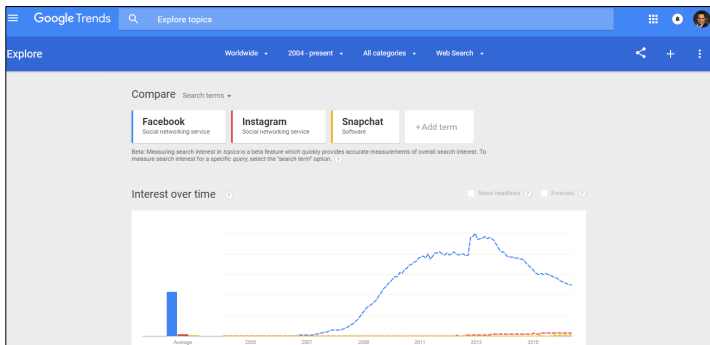 Google Trends
Explore topics
Explore
Worldwide
2004 - present
All categories
Web Search
Compare Search terms
Facebook
Social networking service
Instagram
Social networking service
Snapchat
Software
+Add term
Beta: Measuring search interest in topics is a beta feature which quickly provides accurate measurements of overall search interest. To
measure search interest for a specific query, select the "search term" option. ?
Interest over time ?
News headlines ?
Forecast ?
Average 2005 2007 2009 2011 2013 2015